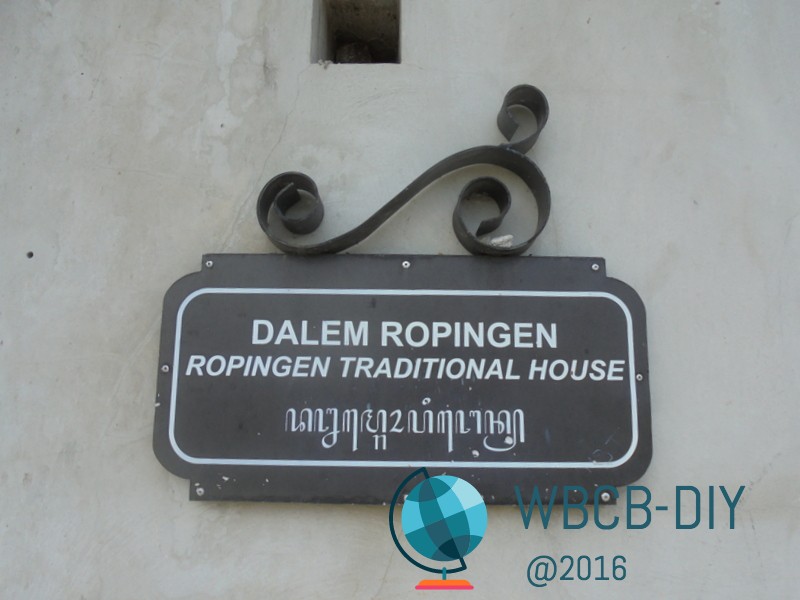 DALEM ROPINGEN
ROPINGEN TRADITIONAL HOUSE
WBCB-DIY
@2016